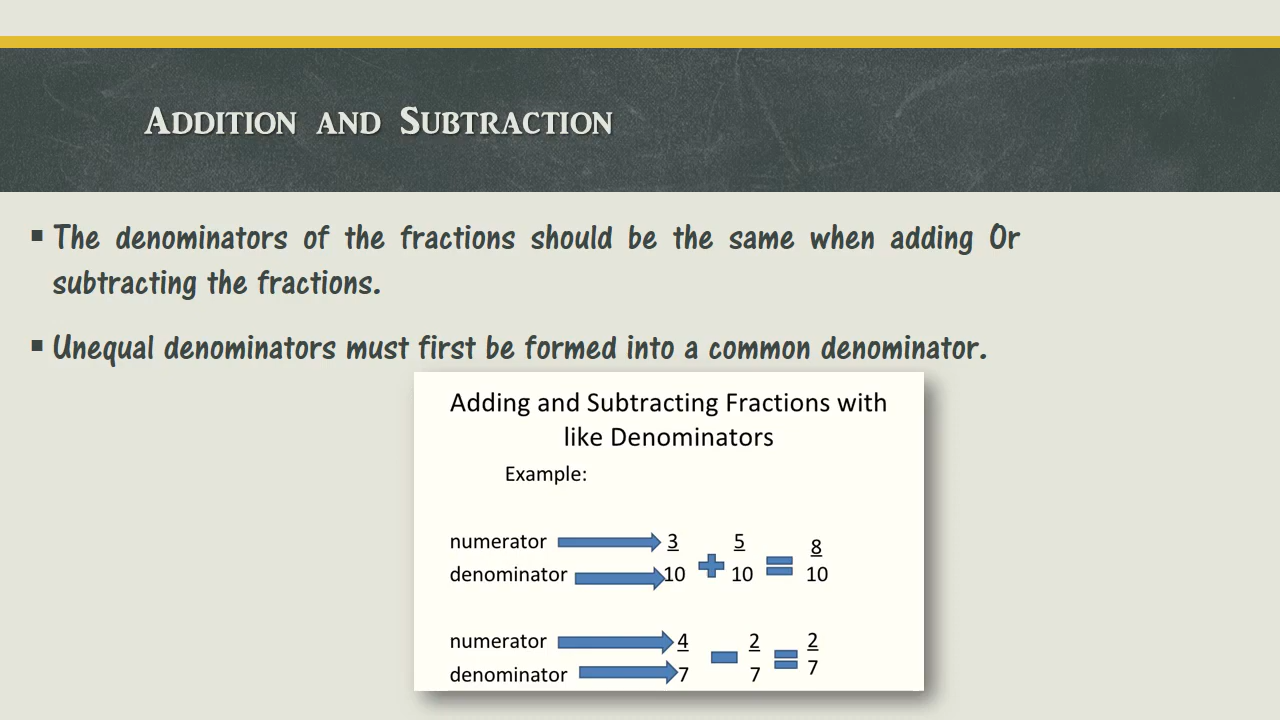 Addition and Subtraction
▪ The denominators of the fractions should be the same when adding Or
subtracting the fractions.
▪ Unequal denominators must first be formed into a common denominator.
Adding and Subtracting Fractions with
like Denominators
Example:
numerator 3 5 8
denominator 10 + 10 = 10
numerator 4 2 2
denominator 7 - 7 = 7